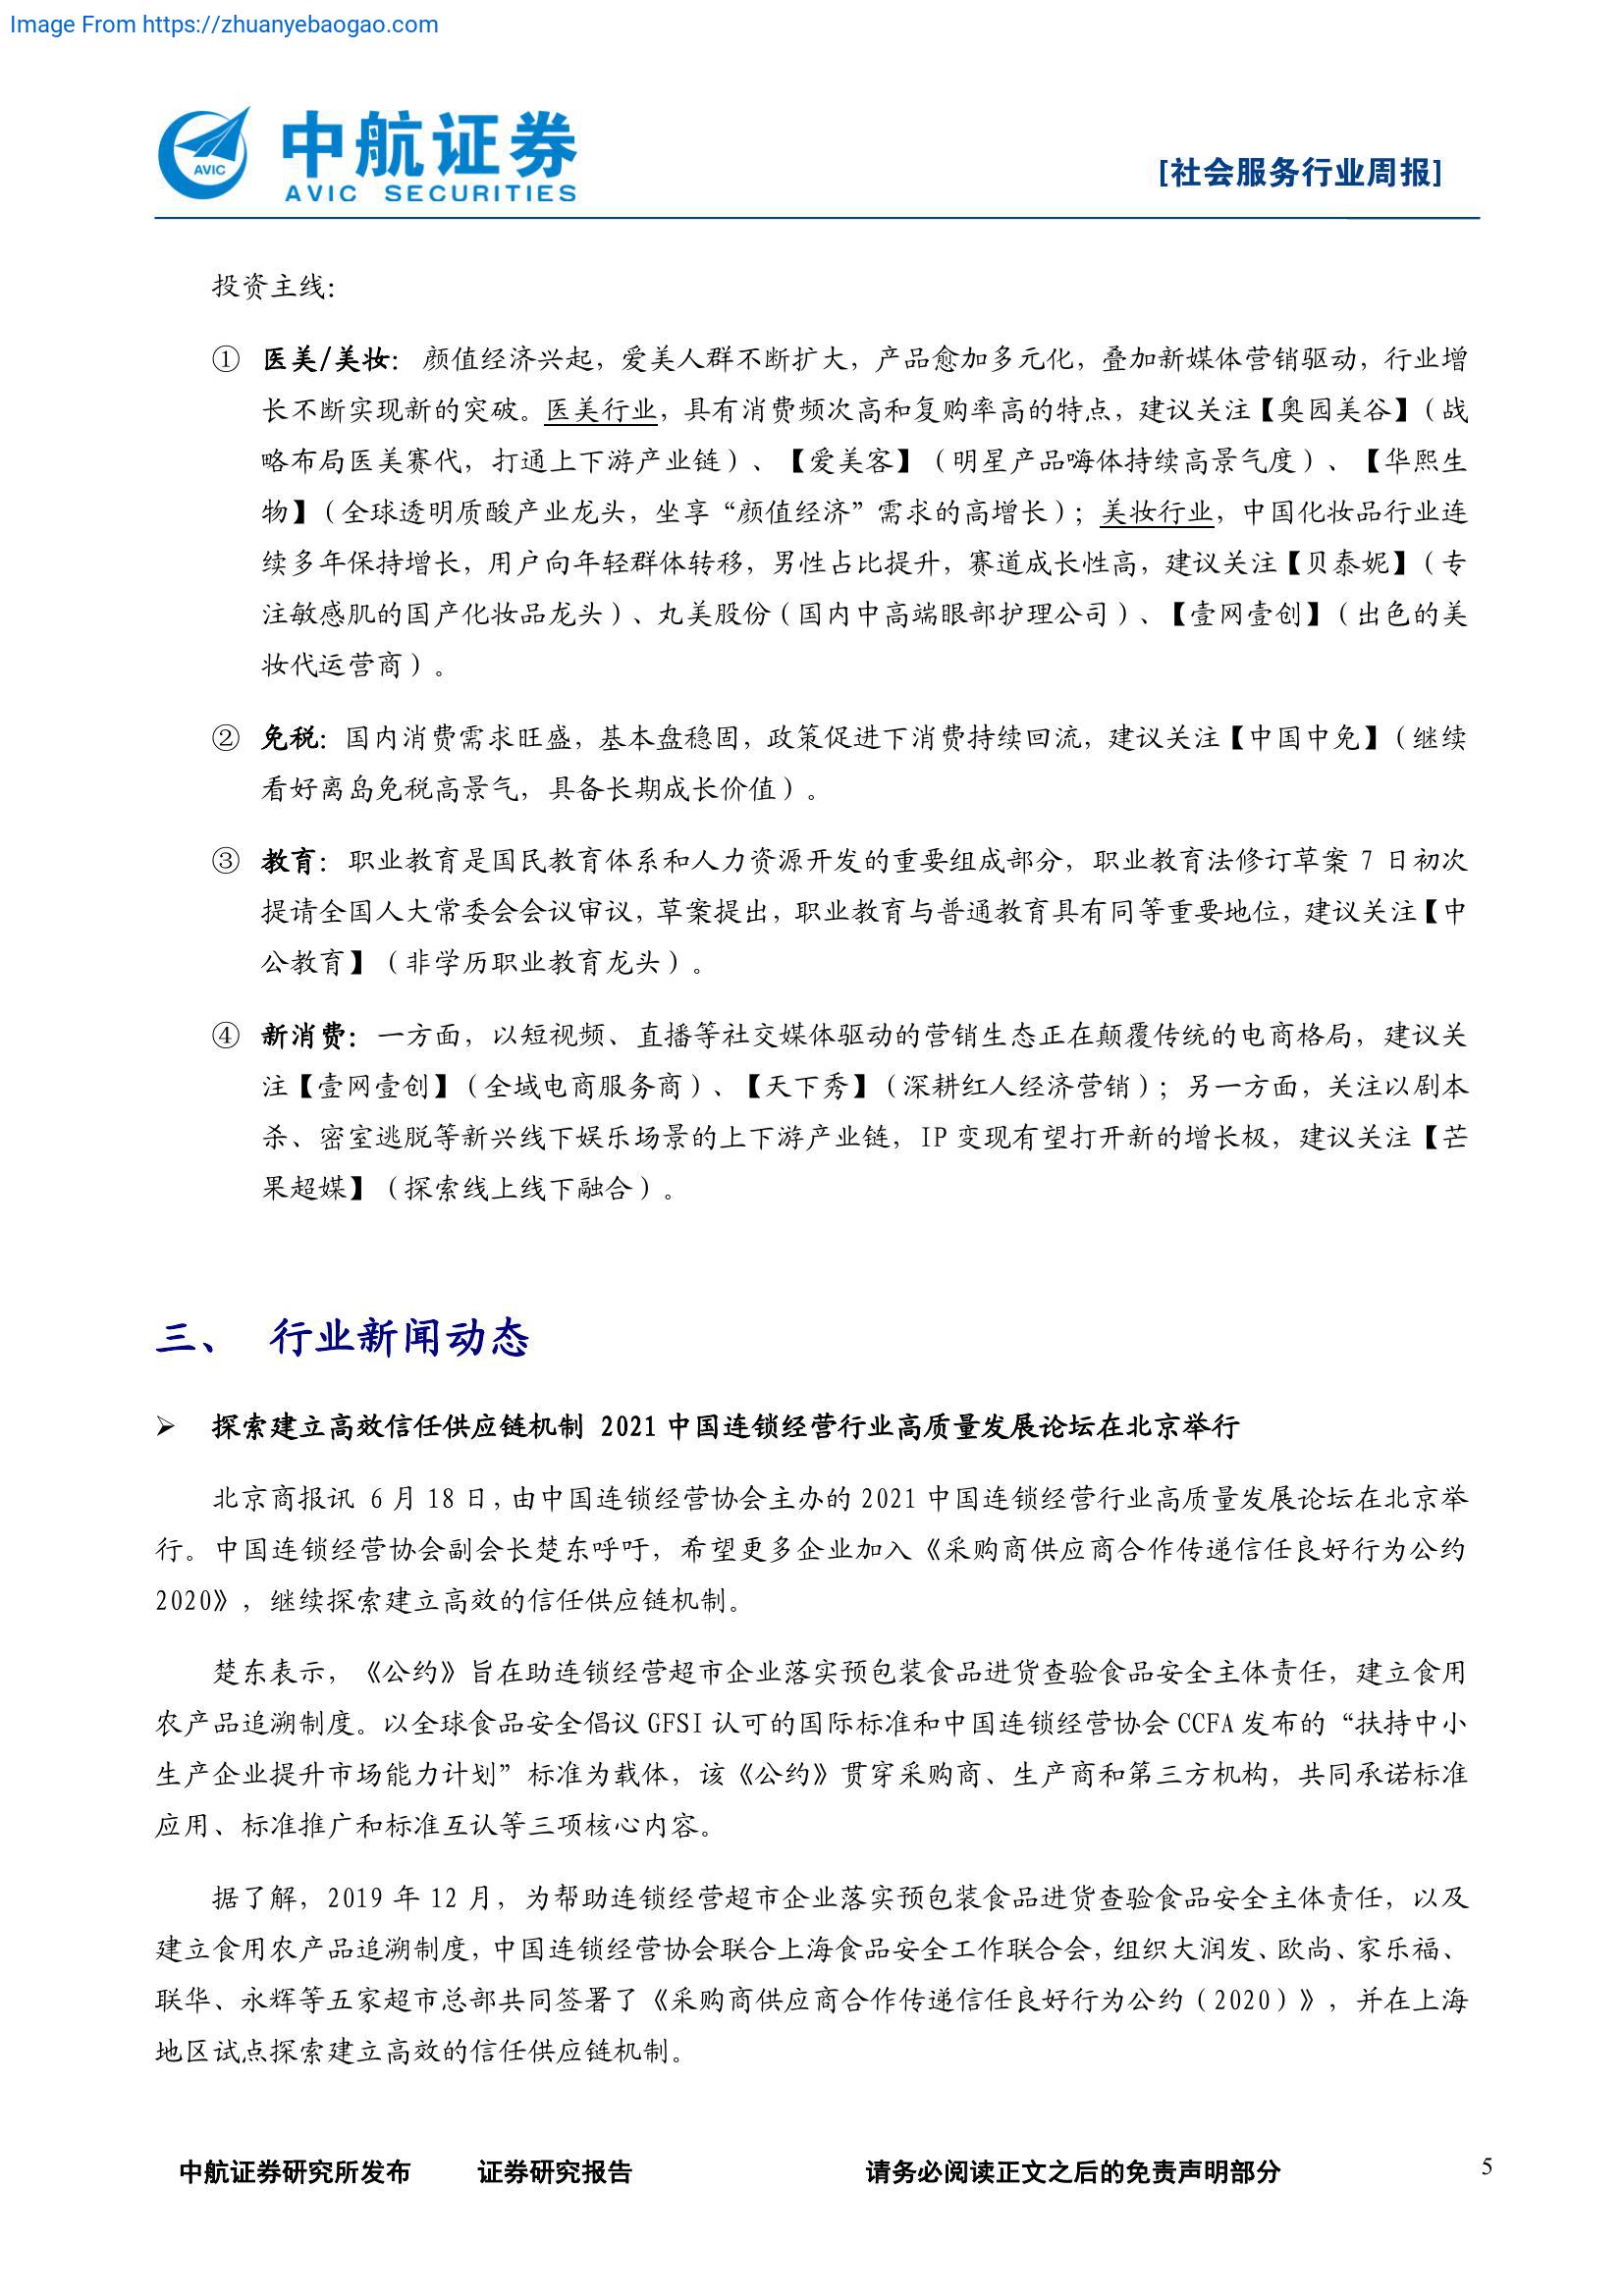 Image From https://zhuanyebaogao.com
AVIC
中航证券
AVIC SECURITIES
[社会服务行业周报]
投资主线：
① 医美/美妆： 颜值经济兴起，爱美人群不断扩大，产品愈加多元化，叠加新媒体营销驱动，行业增
长不断实现新的突破。医美行业，具有消费频次高和复购率高的特点，建议关注【奥园美谷】（战
略布局医美赛代，打通上下游产业链）、【爱美客】（明星产品嗨体持续高景气度）、【华熙生
物】（全球透明质酸产业龙头，坐享“颜值经济”需求的高增长）；美妆行业，中国化妆品行业连
续多年保持增长，用户向年轻群体转移，男性占比提升，赛道成长性高，建议关注【贝泰妮】（专
注敏感肌的国产化妆品龙头）、丸美股份（国内中高端眼部护理公司）、【壹网壹创】（出色的美
妆代运营商）。
② 免税：国内消费需求旺盛，基本盘稳固，政策促进下消费持续回流，建议关注【中国中免】（继续
看好离岛免税高景气，具备长期成长价值）。
③ 教育：职业教育是国民教育体系和人力资源开发的重要组成部分，职业教育法修订草案 7 日初次
提请全国人大常委会会议审议，草案提出，职业教育与普通教育具有同等重要地位，建议关注【中
公教育】（非学历职业教育龙头）。
④ 新消费：一方面，以短视频、直播等社交媒体驱动的营销生态正在颠覆传统的电商格局，建议关
注【壹网壹创】（全域电商服务商）、【天下秀】（深耕红人经济营销）；另一方面，关注以剧本
杀、密室逃脱等新兴线下娱乐场景的上下游产业链，IP 变现有望打开新的增长极，建议关注【芒
果超媒】（探索线上线下融合）。
三、 行业新闻动态
➢ 探索建立高效信任供应链机制 2021 中国连锁经营行业高质量发展论坛在北京举行
北京商报讯 6 月 18 日，由中国连锁经营协会主办的 2021 中国连锁经营行业高质量发展论坛在北京举
行。中国连锁经营协会副会长楚东呼吁，希望更多企业加入《采购商供应商合作传递信任良好行为公约
2020》，继续探索建立高效的信任供应链机制。
楚东表示，《公约》旨在助连锁经营超市企业落实预包装食品进货查验食品安全主体责任，建立食用
农产品追溯制度。以全球食品安全倡议 GFSI 认可的国际标准和中国连锁经营协会 CCFA 发布的“扶持中小
生产企业提升市场能力计划”标准为载体，该《公约》贯穿采购商、生产商和第三方机构，共同承诺标准
应用、标准推广和标准互认等三项核心内容。
据了解，2019 年 12 月，为帮助连锁经营超市企业落实预包装食品进货查验食品安全主体责任，以及
建立食用农产品追溯制度，中国连锁经营协会联合上海食品安全工作联合会，组织大润发、欧尚、家乐福、
联华、永辉等五家超市总部共同签署了《采购商供应商合作传递信任良好行为公约（2020）》，并在上海
地区试点探索建立高效的信任供应链机制。
中航证券研究所发布 证券研究报告 请务必阅读正文之后的免责声明部分 5